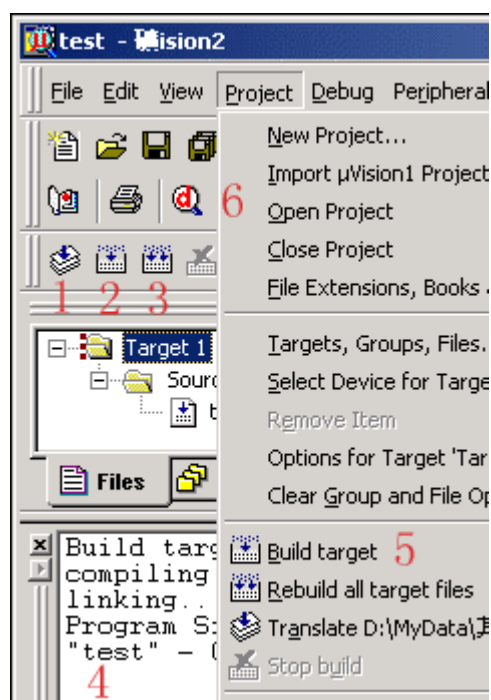 test - µVision2
File Edit View Project Debug Peripheral
New Project...
Import µVision1 Project
6
Open Project
Close Project
File Extensions, Books
1 2 3
Target 1
Targets, Groups, Files.
Sour
Select Device for Targe
t
Remove Item
Options for Target 'Tar
Files
Clear Group and File Op
Build targ
Build target 5
compiling
Rebuild all target files
linking..
Program Si
Translate D:\MyData\其
"test" - (
Stop build
4